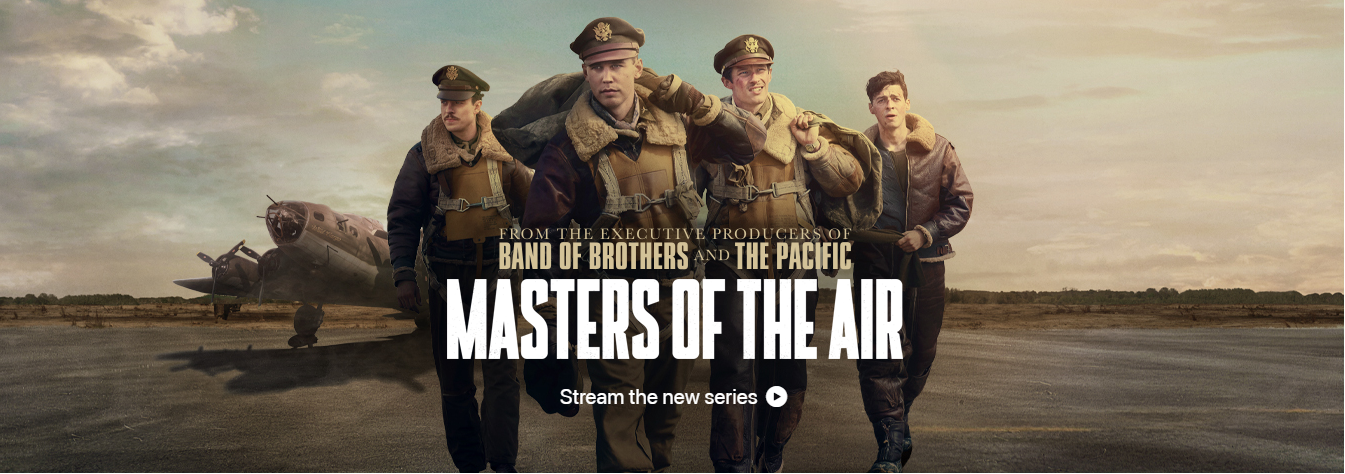 FROM THE EXECUTIVE PRODUCERS OF
BAND OF BROTHERS AND THE PACIFIC
MASTERS OF THE AIR
Stream the new series